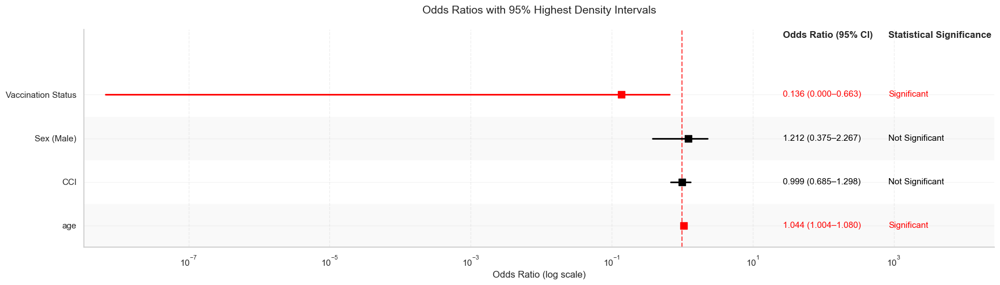 Odds Ratios with 95% Highest Density Intervals
Odds Ratio (95% CI) Statistical Significance
Vaccination Status 0.136 (0.000–0.663) Significant
Sex (Male) 1.212 (0.375–2.267) Not Significant
CCI 0.999 (0.685–1.298) Not Significant
age 1.044 (1.004–1.080) Significant
10⁻⁷ 10⁻⁵ 10⁻³ 10⁻¹ 10¹ 10³
Odds Ratio (log scale)